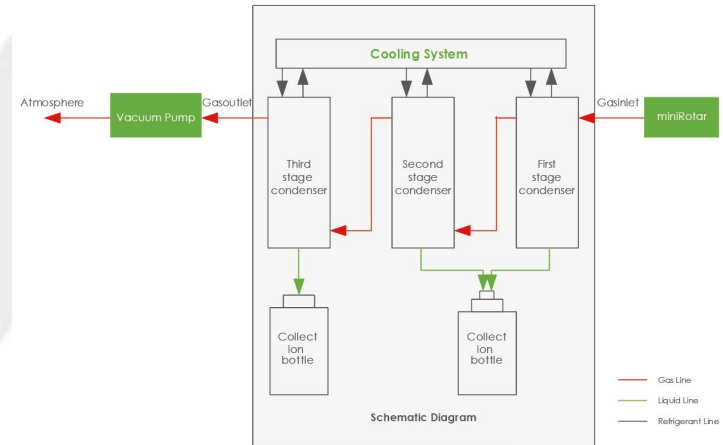 Cooling System
Atmosphere
Vacuum Pump
Gasoutlet
Gasinlet
miniRotar
Third
stage
condenser
Second
stage
condenser
First
stage
condenser
Collect
ion
bottle
Collect
ion
bottle
Gas Line
Liquid Line
Refrigerant Line
Schematic Diagram